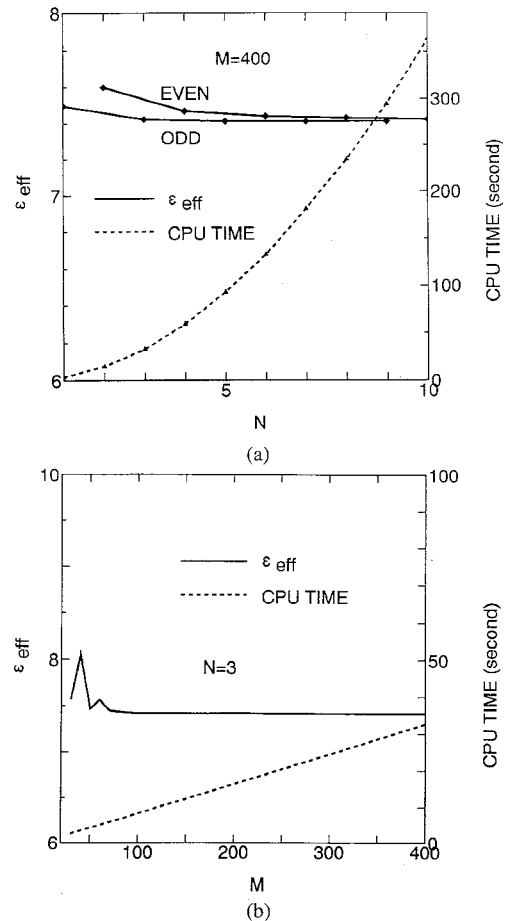 8
M=400
EVEN
ODD
300
7
ε eff
ε eff
CPU TIME
200
CPU TIME (second)
100
6
0
5
10
N
(a)
10
100
ε eff
CPU TIME
8
50
ε eff
N=3
CPU TIME (second)
6
0
100
200
300
400
M
(b)